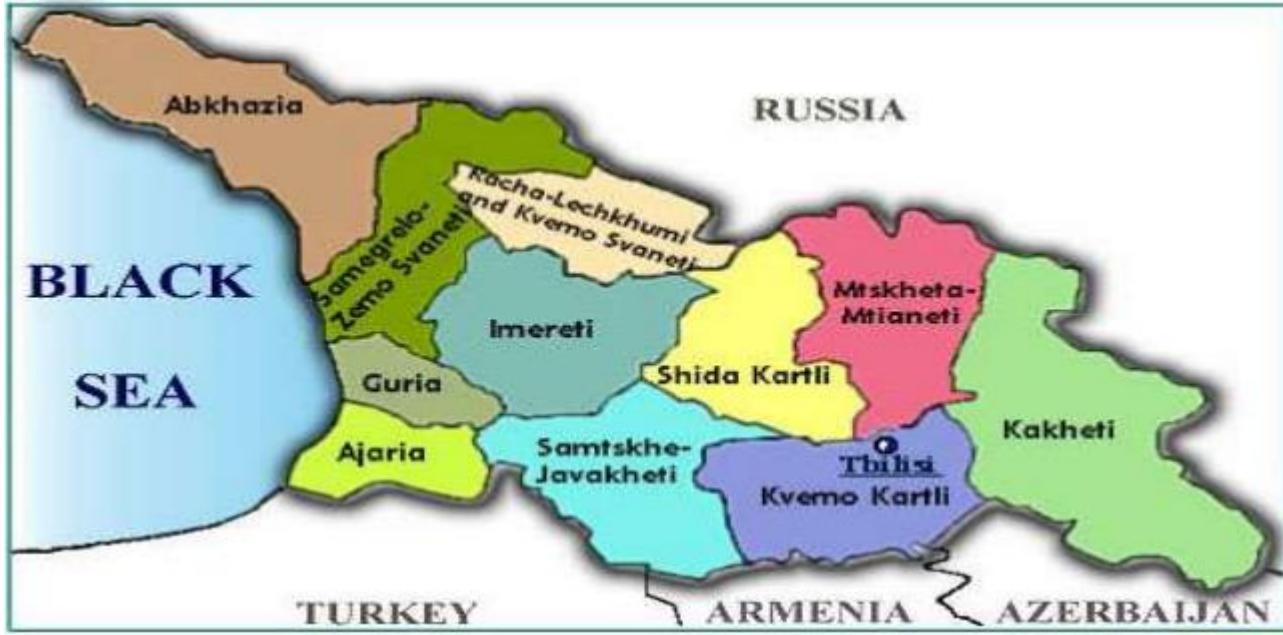 Abkhazia
RUSSIA
Racha-Lechkhumi
and Kvemo Svaneti
Samegrelo-
Zemo Svaneti
BLACK
SEA
Imereti
Mtskheta-
Mtianeti
Guria
Shida Kartli
Ajaria
Samtskhe-
Javakheti
Tbilisi
Kvemo Kartli
Kakheti
TURKEY
ARMENIA
AZERBAIJAN